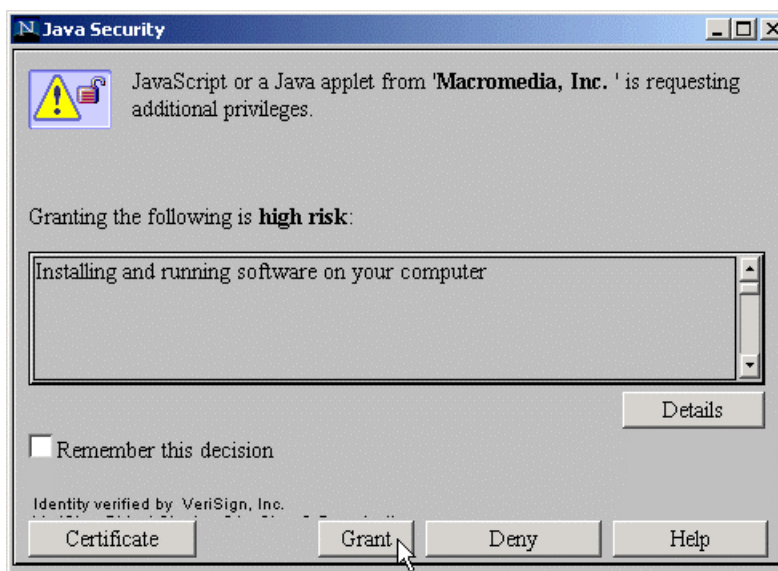 Java Security
JavaScript or a Java applet from 'Macromedia, Inc. ' is requesting
additional privileges.
Granting the following is high risk:
Installing and running software on your computer
Details
Remember this decision
Identity verified by VeriSign, Inc.
Certificate
Grant
Deny
Help